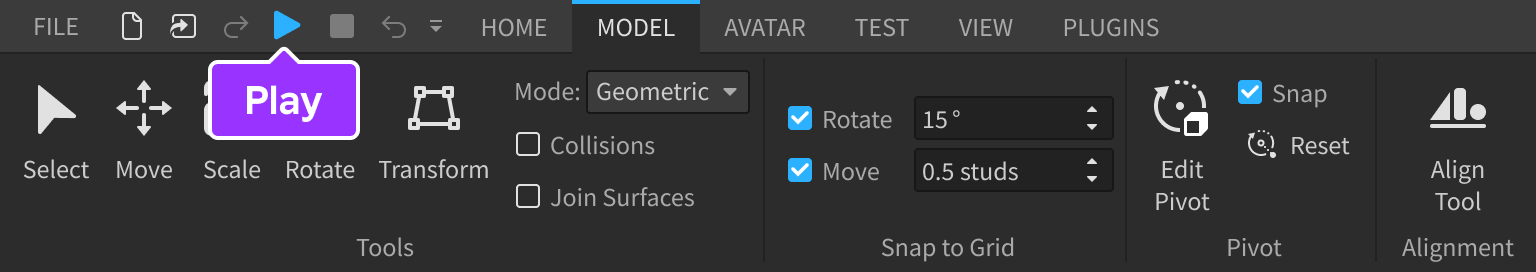 FILE
HOME
MODEL
AVATAR
TEST
VIEW
PLUGINS
Play
Select
Move
Scale
Rotate
Transform
Mode: Geometric
Collisions
Join Surfaces
Tools
Rotate 15°
Move 0.5 studs
Snap to Grid
Edit
Pivot
Snap
Reset
Pivot
Align
Tool
Alignment